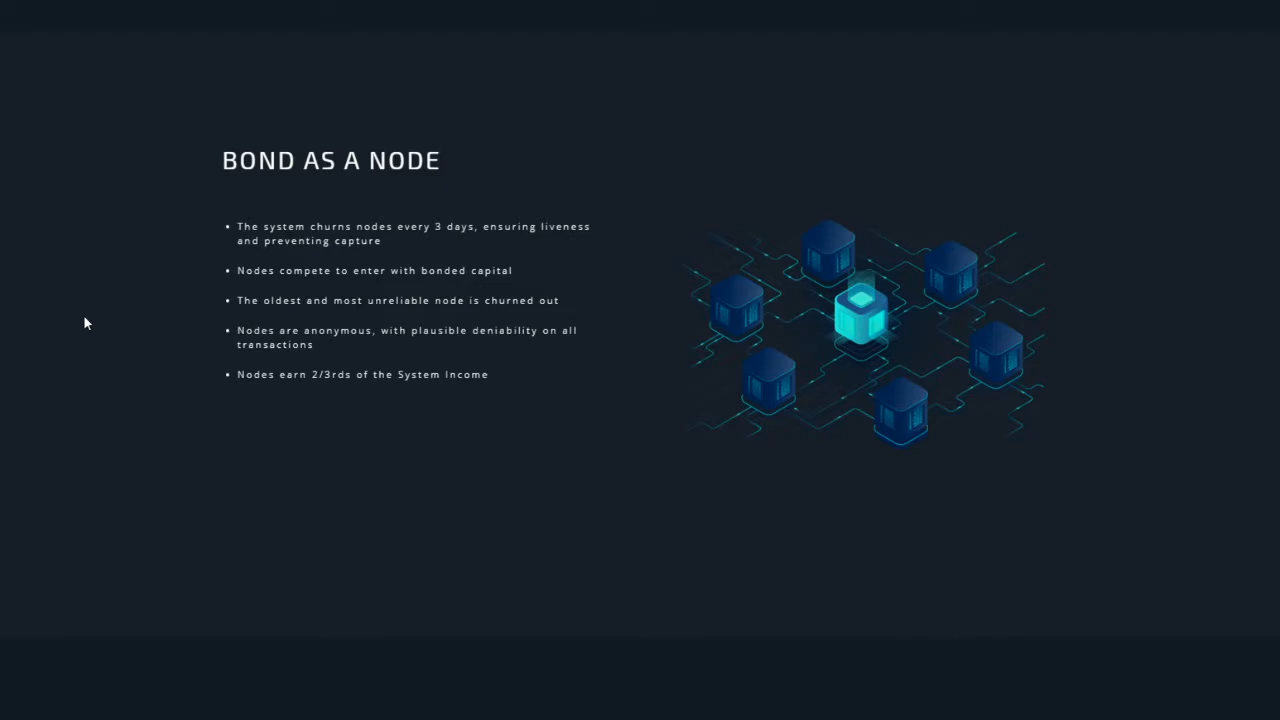 BOND AS A NODE
• The system churns nodes every 3 days, ensuring liveness
and preventing capture
• Nodes compete to enter with bonded capital
• The oldest and most unreliable node is churned out
• Nodes are anonymous, with plausible deniability on all
transactions
• Nodes earn 2/3rds of the System Income